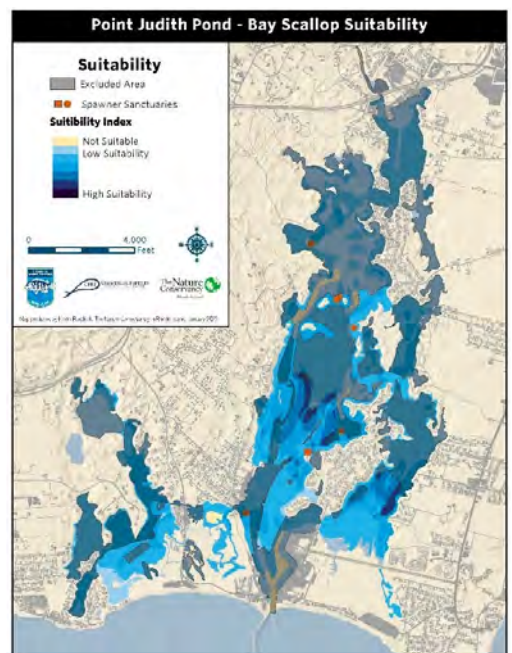 Point Judith Pond - Bay Scallop Suitability
Suitability
Excluded Area
Spawner Sanctuaries
Suitibility Index
Not Suitable
Low Suitability
High Suitability
0 4,000
Feet
The Nature
Conservancy